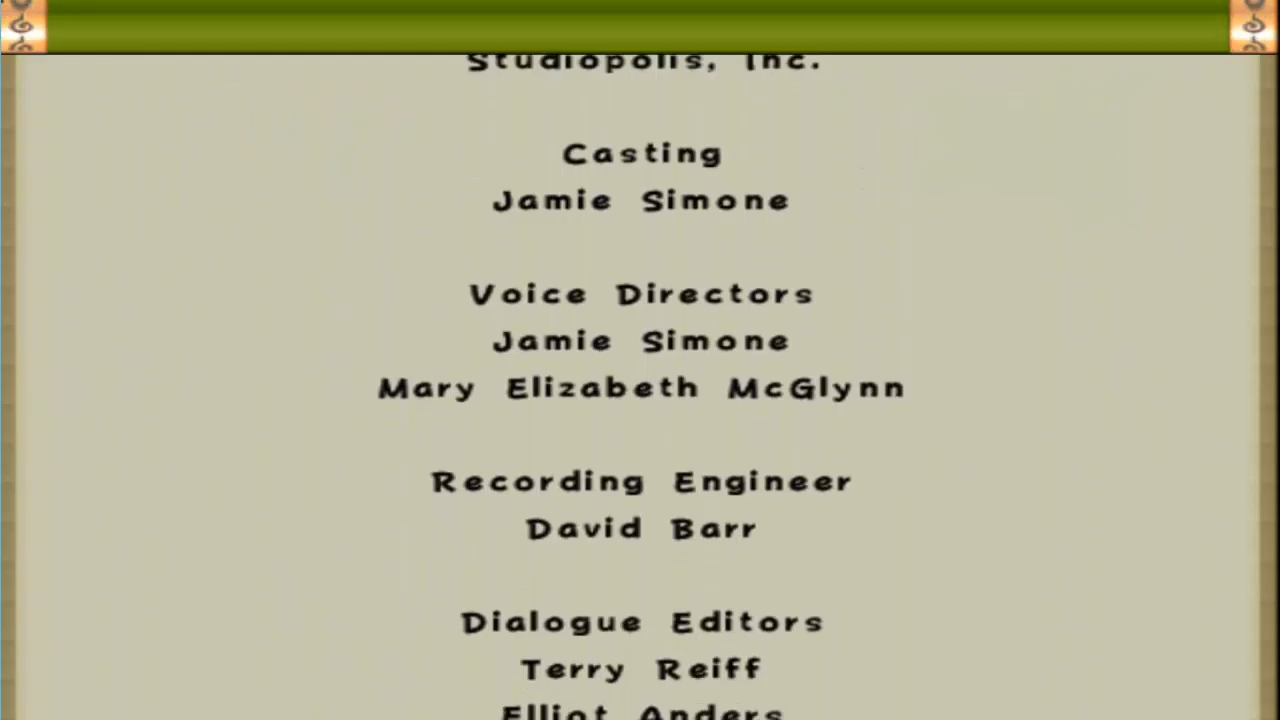 Studiopolis, Inc.
Casting
Jamie Simone
Voice Directors
Jamie Simone
Mary Elizabeth McGlynn
Recording Engineer
David Barr
Dialogue Editors
Terry Reiff
Elliot Anders